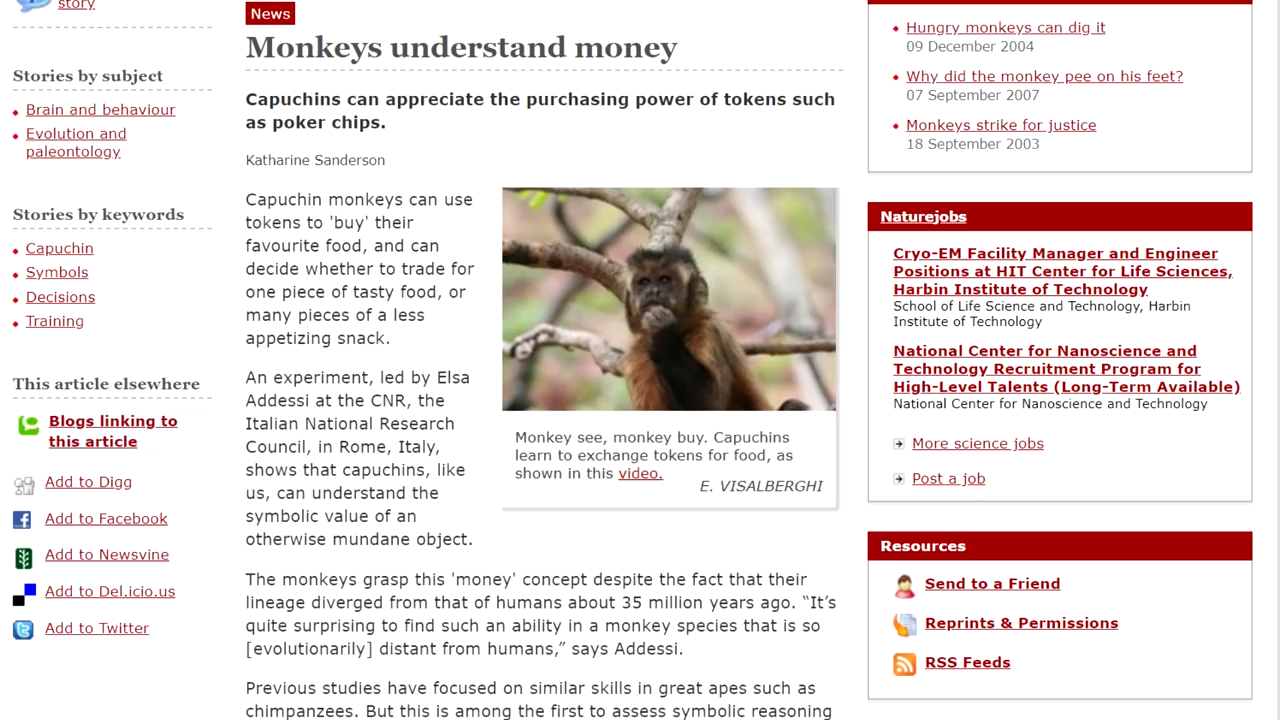 story
Stories by subject
Brain and behaviour
Evolution and
paleontology
Stories by keywords
Capuchin
Symbols
Decisions
Training
This article elsewhere
Blogs linking to
this article
Add to Digg
Add to Facebook
Add to Newsvine
Add to Del.icio.us
Add to Twitter
News
Monkeys understand money
Capuchins can appreciate the purchasing power of tokens such
as poker chips.
Katharine Sanderson
Capuchin monkeys can use
tokens to 'buy' their
favourite food, and can
decide whether to trade for
one piece of tasty food, or
many pieces of a less
appetizing snack.
An experiment, led by Elsa
Addessi at the CNR, the
Italian National Research
Council, in Rome, Italy,
shows that capuchins, like
us, can understand the
symbolic value of an
otherwise mundane object.
Monkey see, monkey buy. Capuchins
learn to exchange tokens for food, as
shown in this video.
E. VISALBERGHI
The monkeys grasp this 'money' concept despite the fact that their
lineage diverged from that of humans about 35 million years ago. “It’s
quite surprising to find such an ability in a monkey species that is so
[evolutionarily] distant from humans,” says Addessi.
Previous studies have focused on similar skills in great apes such as
chimpanzees. But this is among the first to assess symbolic reasoning
Hungry monkeys can dig it
09 December 2004
Why did the monkey pee on his feet?
07 September 2007
Monkeys strike for justice
18 September 2003
Naturejobs
Cryo-EM Facility Manager and Engineer
Positions at HIT Center for Life Sciences,
Harbin Institute of Technology
School of Life Science and Technology, Harbin
Institute of Technology
National Center for Nanoscience and
Technology Recruitment Program for
High-Level Talents (Long-Term Available)
National Center for Nanoscience and Technology
More science jobs
Post a job
Resources
Send to a Friend
Reprints & Permissions
RSS Feeds